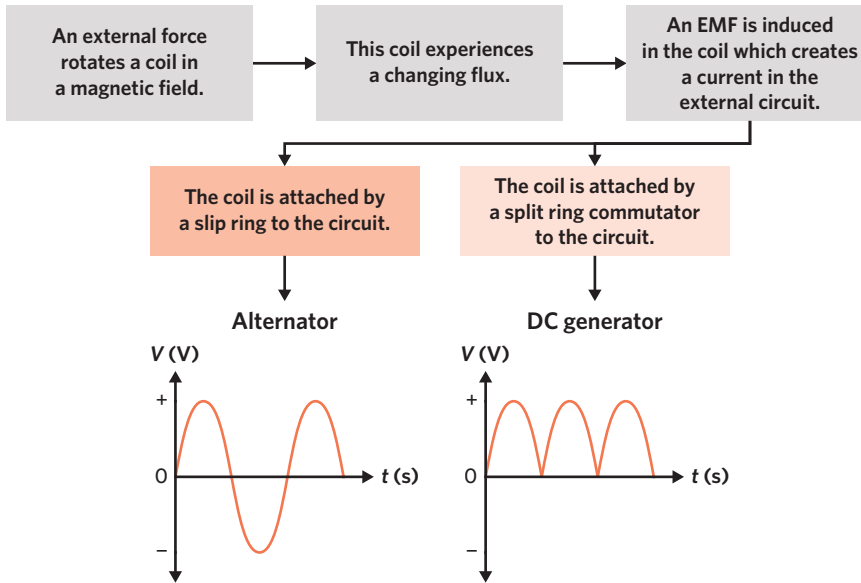 An external force
rotates a coil in
a magnetic field.
This coil experiences
a changing flux.
An EMF is induced
in the coil which creates
a current in the
external circuit.
The coil is attached by
a slip ring to the circuit.
The coil is attached by
a split ring commutator
to the circuit.
Alternator
DC generator
V (V)
+
0
−
t (s)
V (V)
+
0
−
t (s)